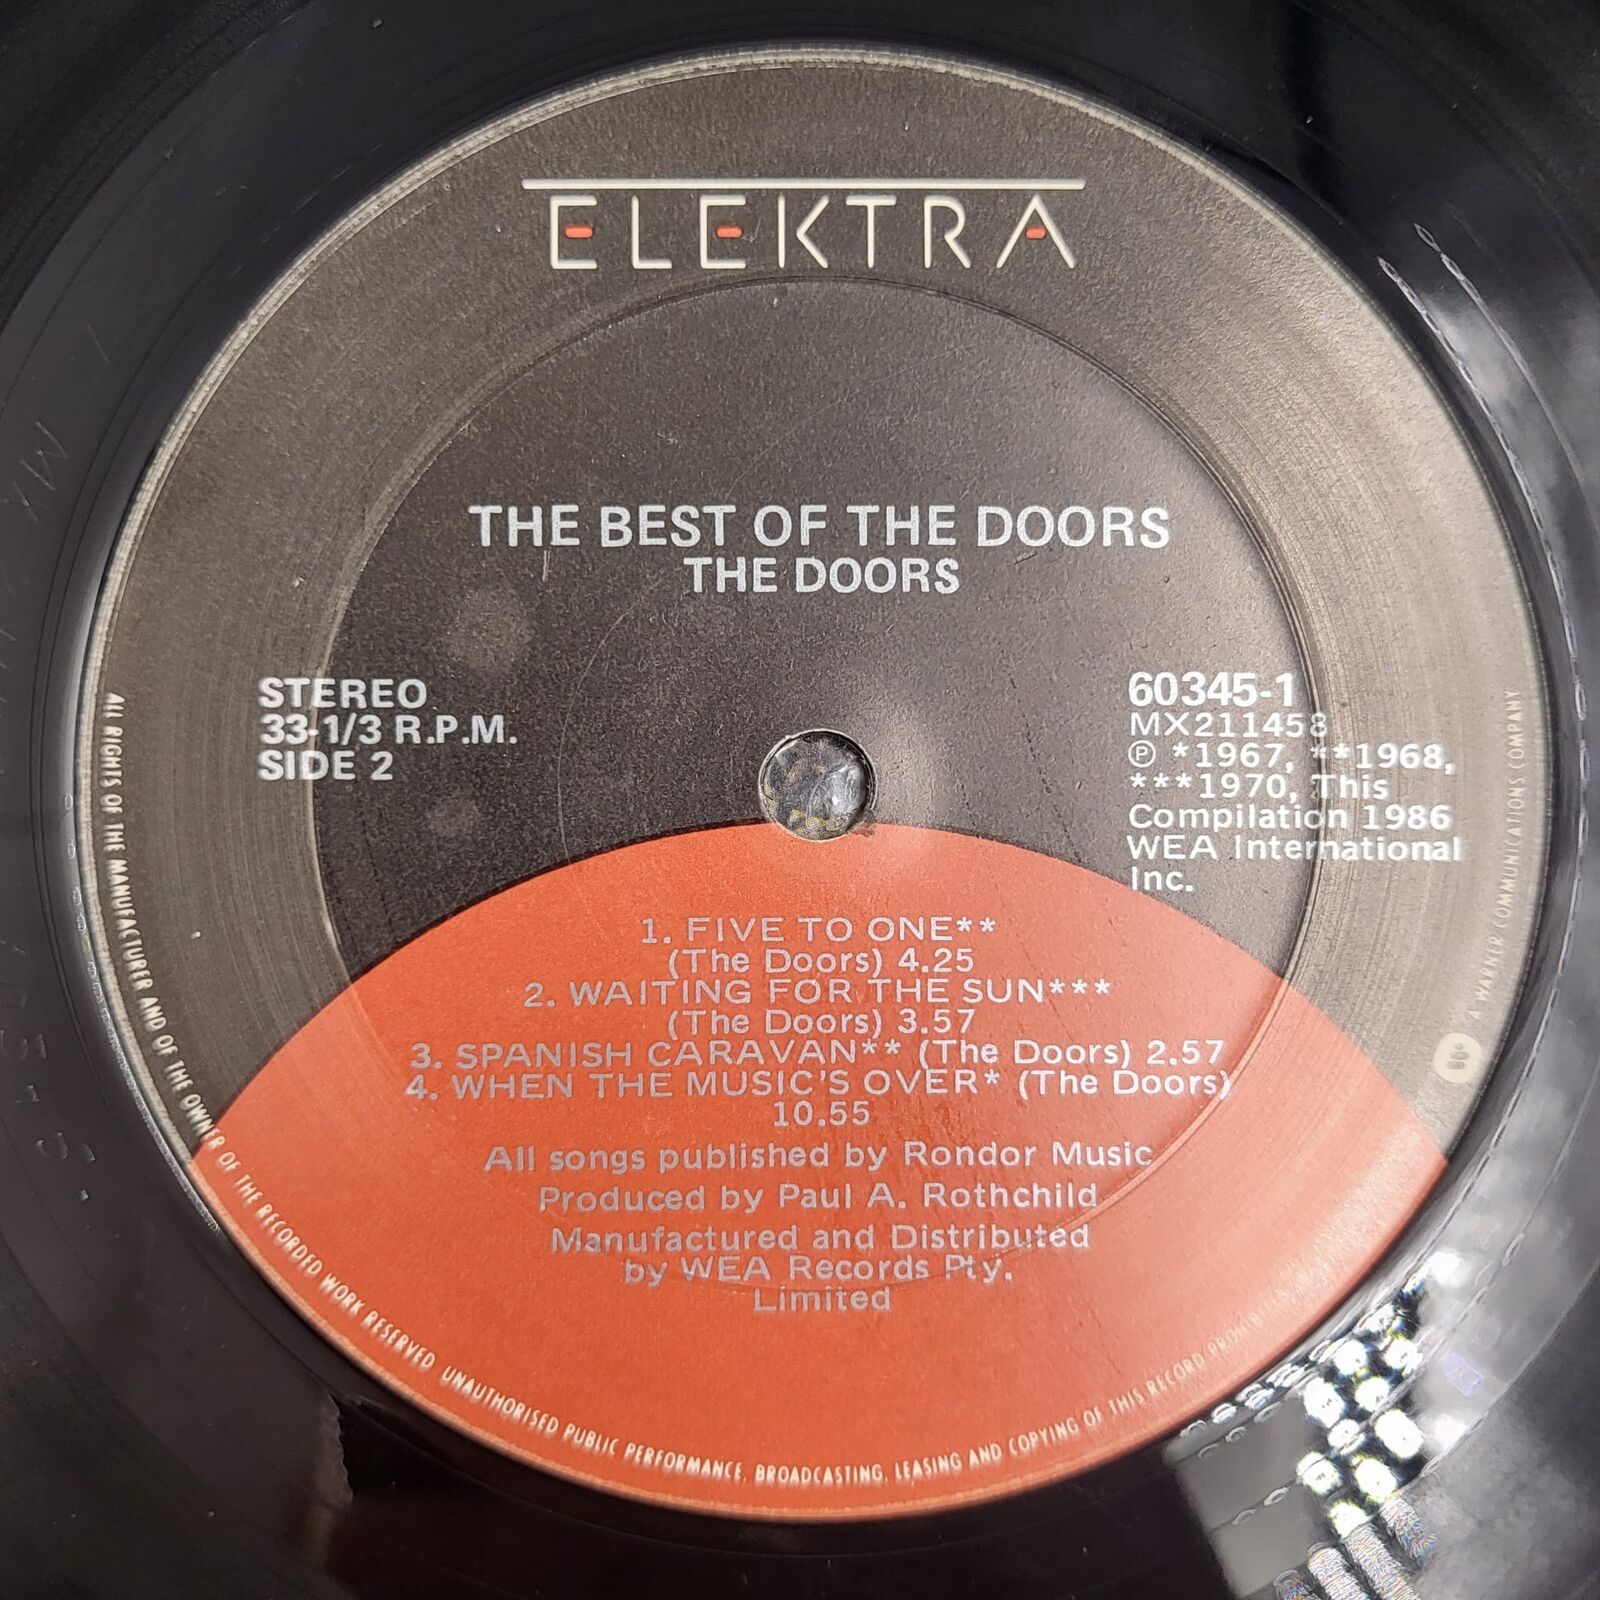 ELEKTRA
THE BEST OF THE DOORS
THE DOORS
STEREO
33-1/3 R.P.M.
SIDE 2
60345-1
MX211458
℗ *1967, **1968,
***1970, This
Compilation 1986
WEA International
Inc.
1. FIVE TO ONE**
(The Doors) 4.25
2. WAITING FOR THE SUN***
(The Doors) 3.57
3. SPANISH CARAVAN** (The Doors) 2.57
4. WHEN THE MUSIC'S OVER* (The Doors)
10.55
All songs published by Rondor Music
Produced by Paul A. Rothchild
Manufactured and Distributed
by WEA Records Pty.
Limited
ALL RIGHTS OF THE MANUFACTURER AND OF THE OWNER OF THE RECORDED WORK RESERVED UNAUTHORISED PUBLIC PERFORMANCE, BROADCASTING, LEASING AND COPYING OF THIS RECORD
A WARNER COMMUNICATIONS COMPANY